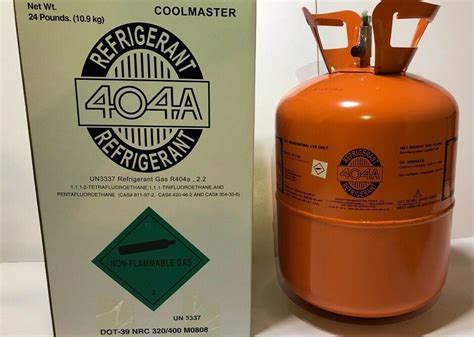 Net Wt.
24 Pounds (10.9 kg)
COOLMASTER
REFRIGERANT
404A
REFRIGERANT
UN3337 Refrigerant Gas R404a , 2.2
1,1,1,2-TETRAFLUOROETHANE,1,1,1-TRIFLUOROETHANE,AND
PENTAFLUOROETHANE (CAS# 811-97-2, CAS# 420-46-2 AND CAS# 354-33-6)
NON-FLAMMABLE GAS
2
UN 3337
DOT-39 NRC 320/400 M0808
REFRIGERANT
404A
REFRIGERANT